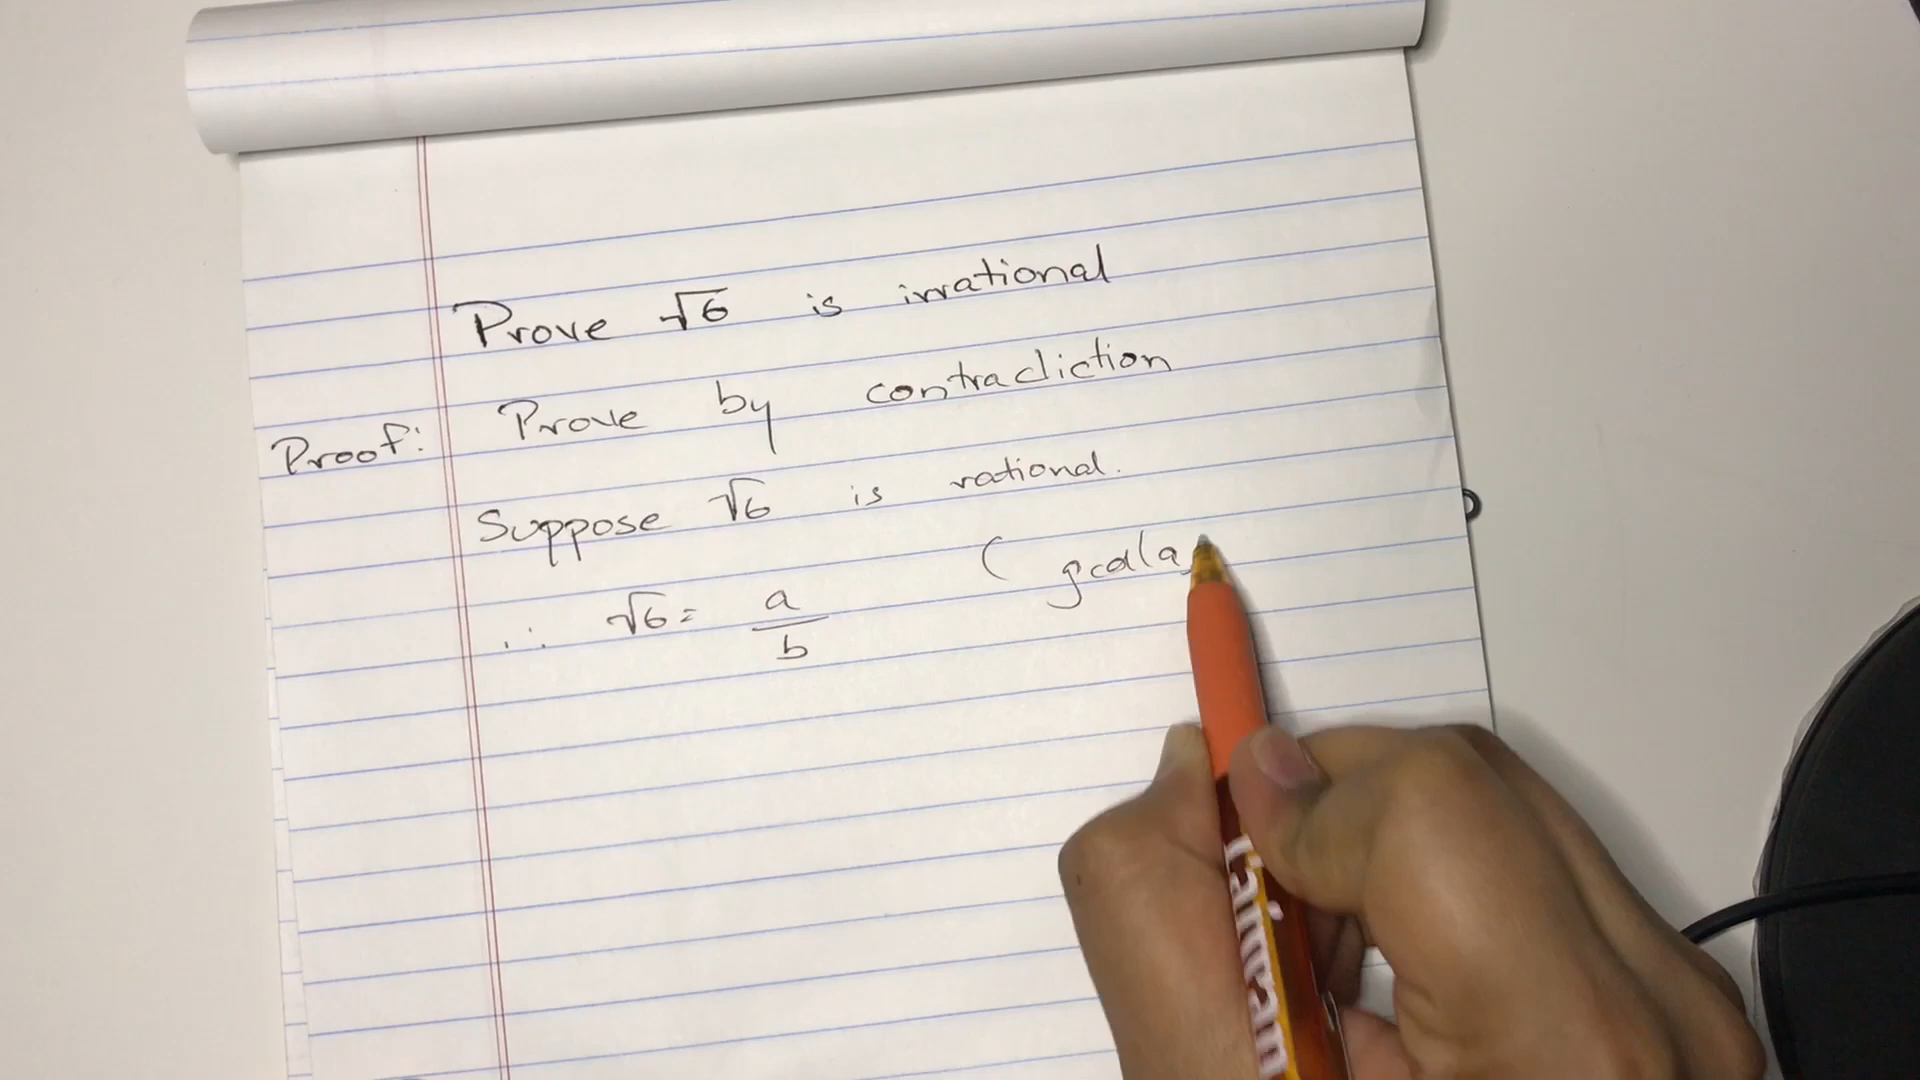 Prove √6 is irrational
Proof: Prove by contradiction
Suppose √6 is rational.
∴ √6 = a/b ( gcd(a,